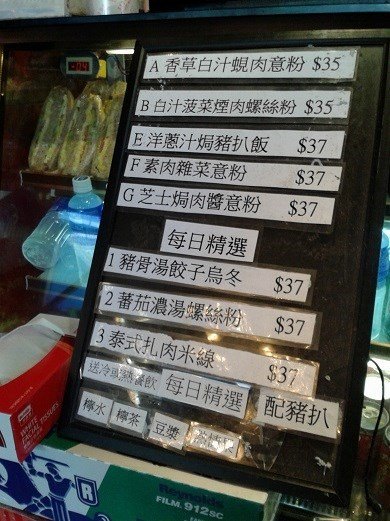 A 香草白汁蜆肉意粉 $35
B 白汁菠菜煙肉螺絲粉 $35
E 洋蔥汁焗豬扒飯 $37
F 素肉雜菜意粉 $37
G 芝士焗肉醬意粉 $37
每日精選
1 豬骨湯餃子烏冬 $37
2 蕃茄濃湯螺絲粉 $37
3 泰式扎肉米線 $37
每日精選
配豬扒
檸水
檸茶
豆漿
Reynolds
FILM 912SC